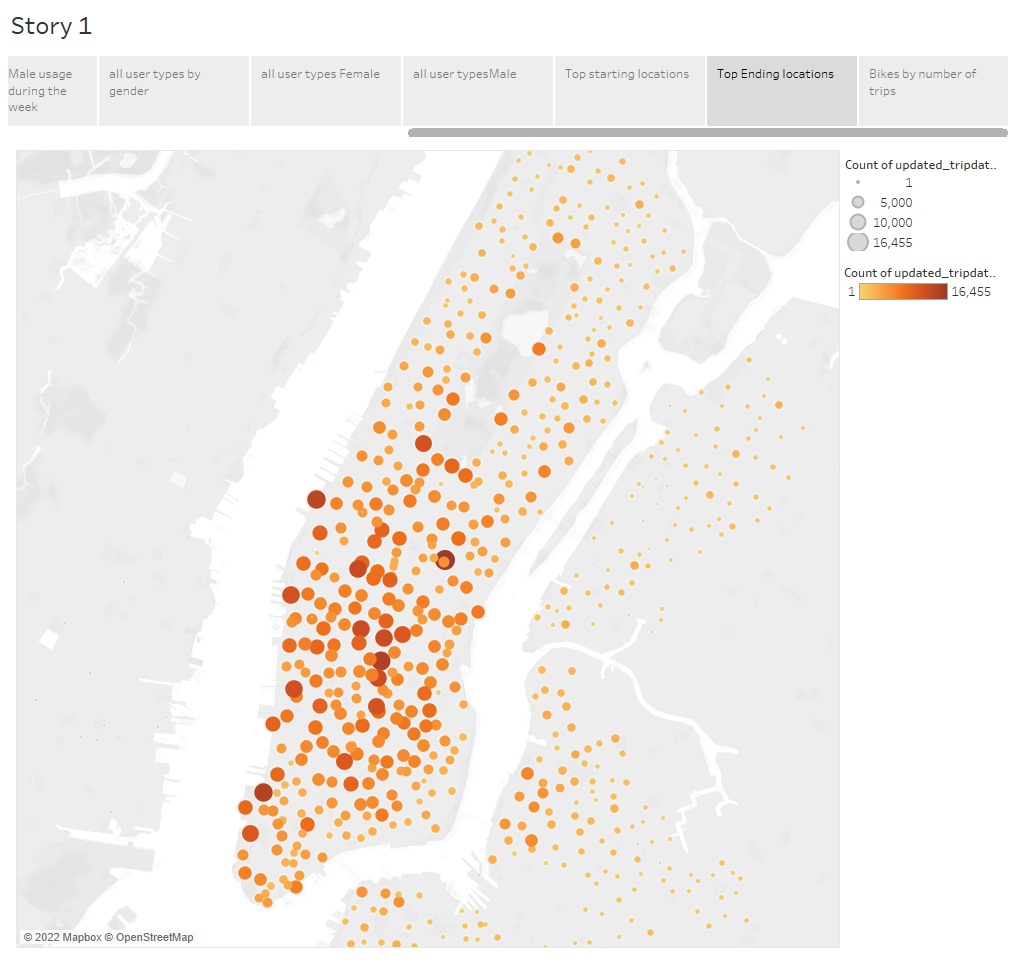 Story 1
Male usage
during the
week
all user types by
gender
all user types Female
all user typesMale
Top starting locations
Top Ending locations
Bikes by number of
trips
Count of updated_tripdat..
1
5,000
10,000
16,455
Count of updated_tripdat..
1 16,455
© 2022 Mapbox © OpenStreetMap